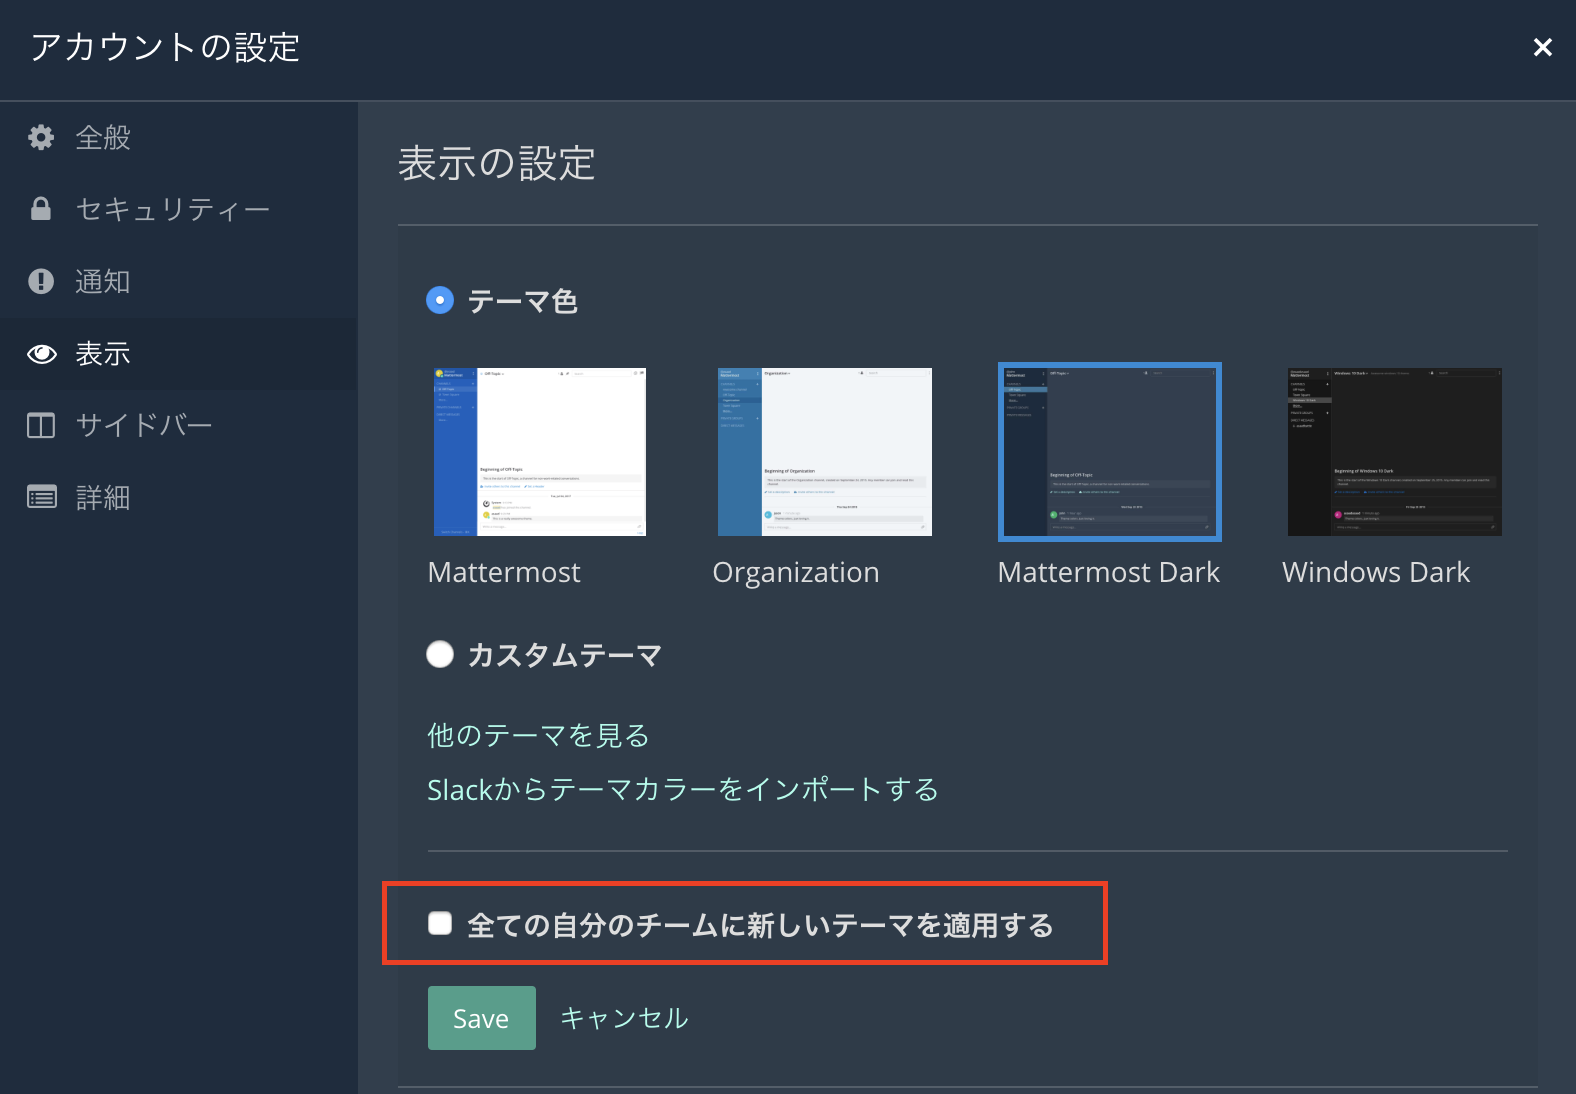 アカウントの設定
全般
セキュリティー
通知
表示
サイドバー
詳細
表示の設定
テーマ色
Mattermost
Organization
Mattermost Dark
Windows Dark
カスタムテーマ
他のテーマを見る
Slackからテーマカラーをインポートする
全ての自分のチームに新しいテーマを適用する
Save
キャンセル